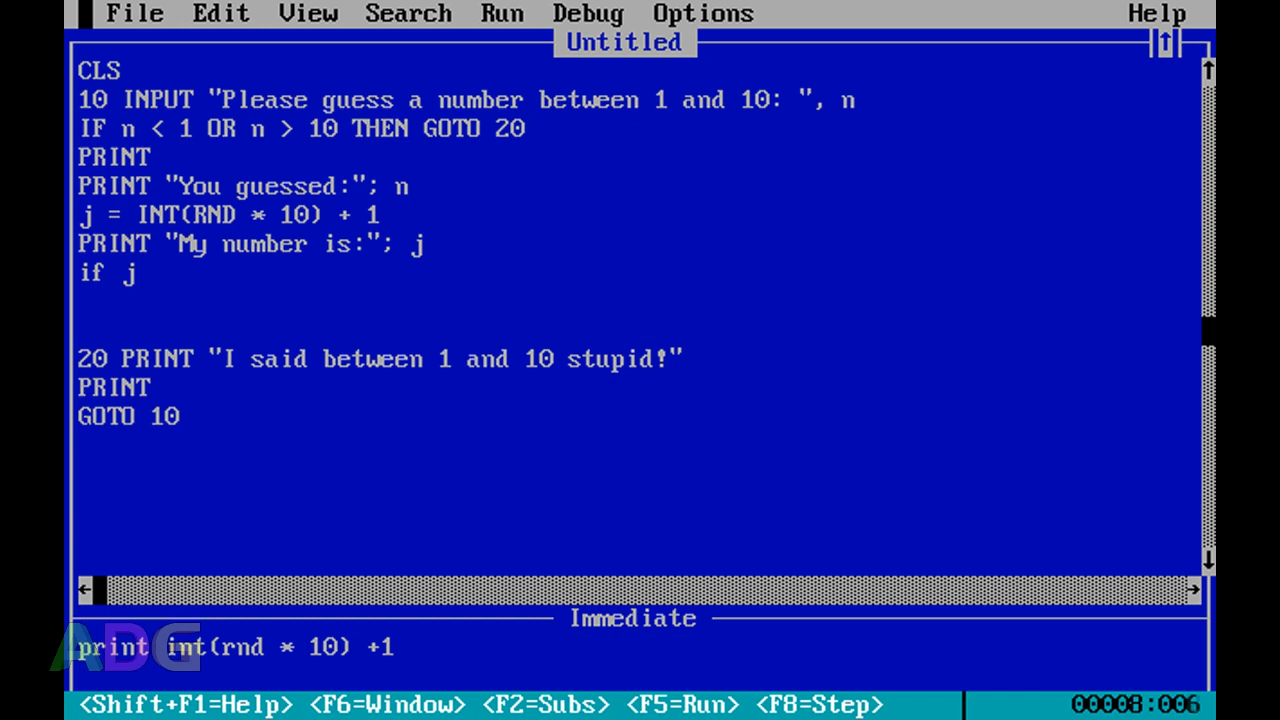 File Edit View Search Run Debug Options Help
Untitled
CLS
10 INPUT "Please guess a number between 1 and 10: ", n
IF n < 1 OR n > 10 THEN GOTO 20
PRINT
PRINT "You guessed:"; n
j = INT(RND * 10) + 1
PRINT "My number is:"; j
if j
20 PRINT "I said between 1 and 10 stupid!"
PRINT
GOTO 10
Immediate
print int(rnd * 10) +1
ADG
<Shift+F1=Help> <F6=Window> <F2=Subs> <F5=Run> <F8=Step> 00008:006